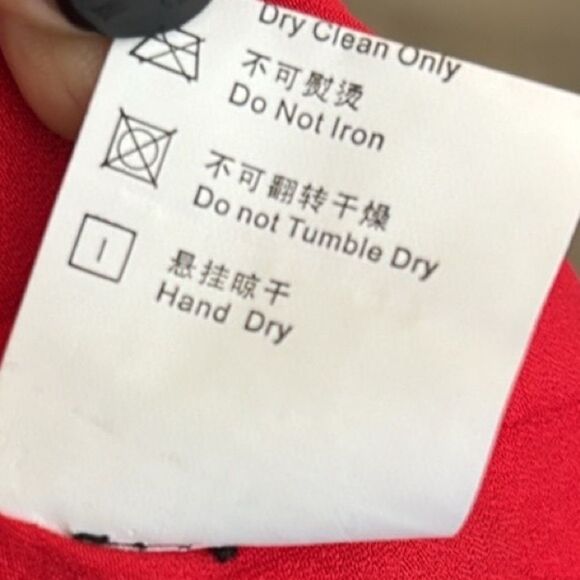 Dry Clean Only
不可熨烫
Do Not Iron
不可翻转干燥
Do not Tumble Dry
悬挂晾干
Hand Dry